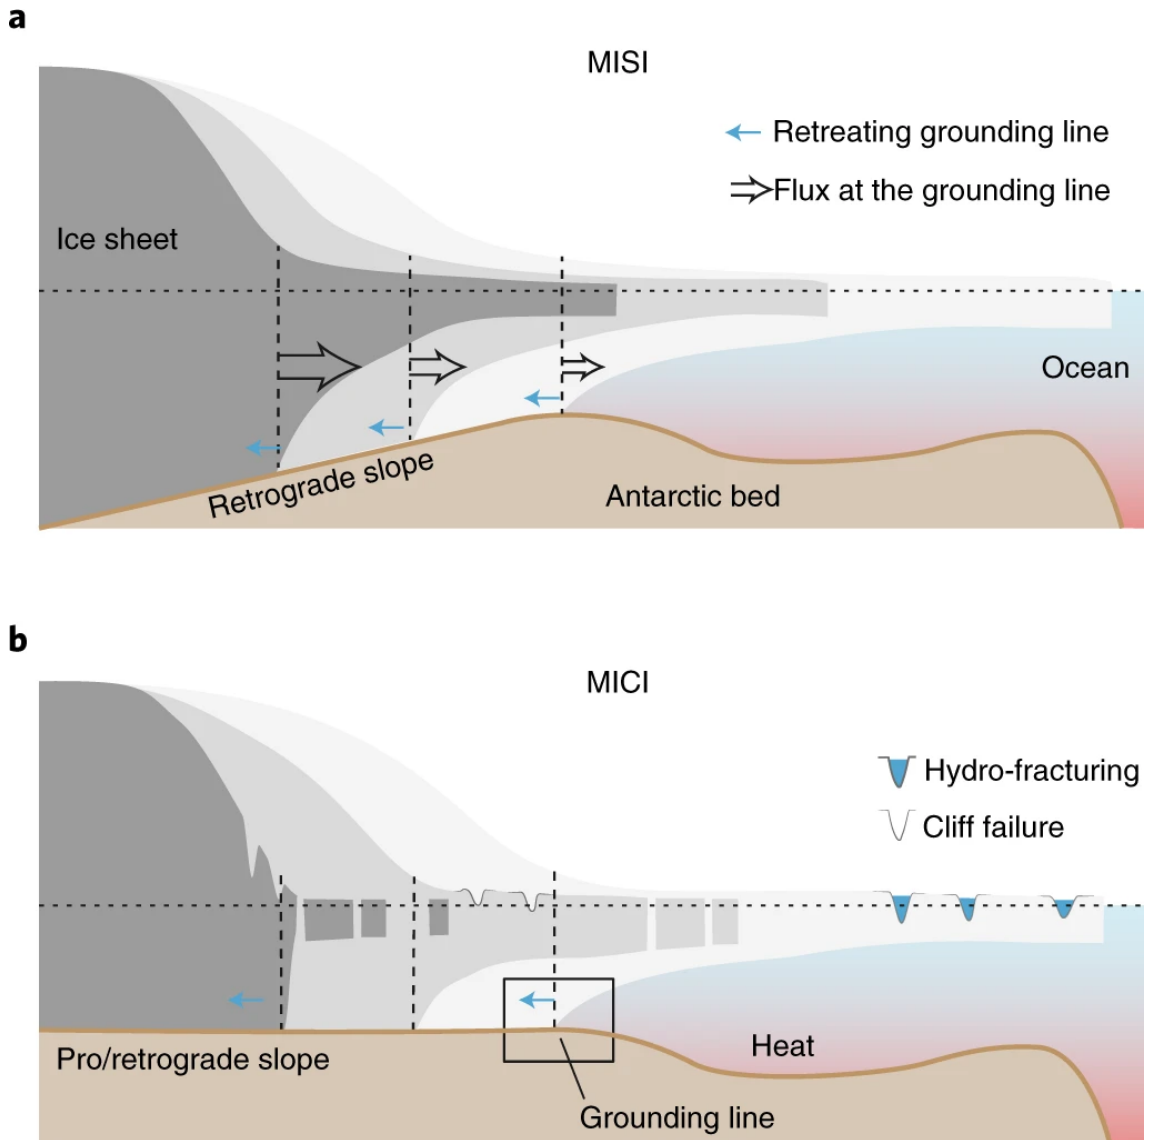 a
MISI
Retreating grounding line
Flux at the grounding line
Ice sheet
Ocean
Retrograde slope
Antarctic bed
b
MICI
Hydro-fracturing
Cliff failure
Heat
Pro/retrograde slope
Grounding line